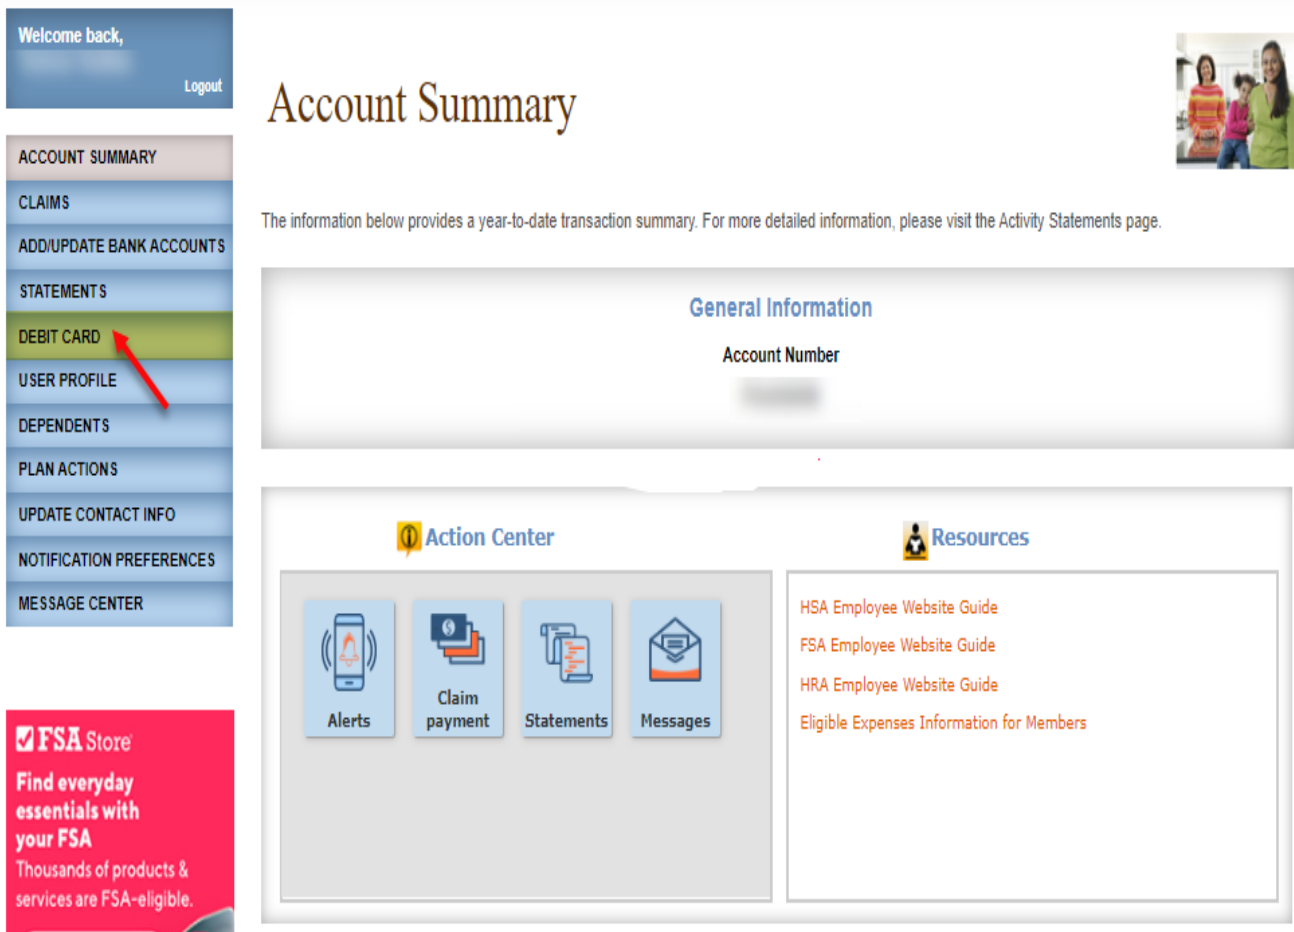 Welcome back,
Logout
Account Summary
ACCOUNT SUMMARY
CLAIMS
ADD/UPDATE BANK ACCOUNTS
STATEMENTS
DEBIT CARD
USER PROFILE
DEPENDENTS
PLAN ACTIONS
UPDATE CONTACT INFO
NOTIFICATION PREFERENCES
MESSAGE CENTER
The information below provides a year-to-date transaction summary. For more detailed information, please visit the Activity Statements page.
General Information
Account Number
Action Center
Alerts
Claim
payment
Statements
Messages
Resources
HSA Employee Website Guide
FSA Employee Website Guide
HRA Employee Website Guide
Eligible Expenses Information for Members
FSA Store
Find everyday
essentials with
your FSA
Thousands of products &
services are FSA-eligible.